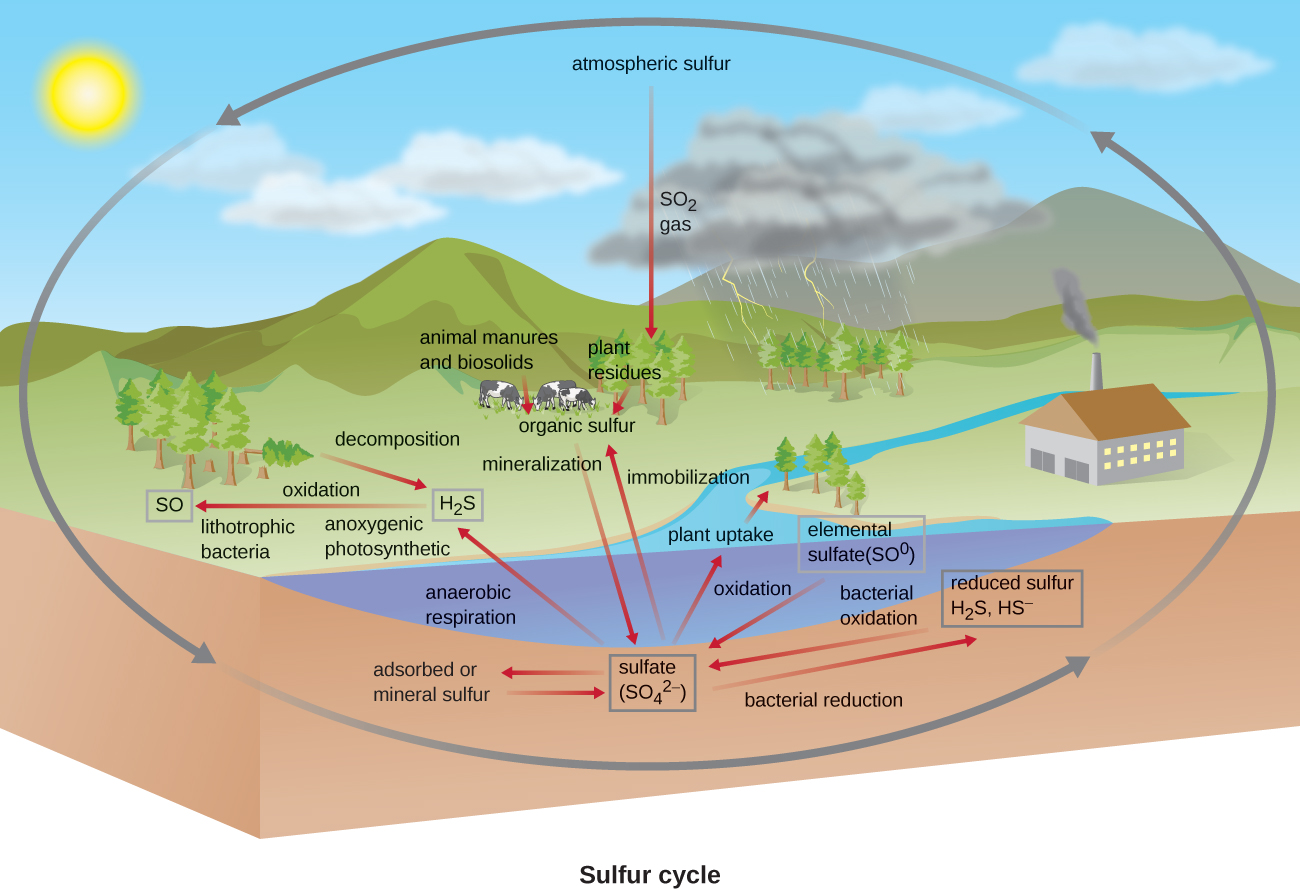 atmospheric sulfur
SO₂
gas
animal manures
and biosolids
plant
residues
organic sulfur
decomposition
mineralization
immobilization
oxidation
SO
H₂S
lithotrophic
bacteria
anoxygenic
photosynthetic
plant uptake
elemental
sulfate(SO⁰)
anaerobic
respiration
oxidation
bacterial
oxidation
reduced sulfur
H₂S, HS⁻
adsorbed or
mineral sulfur
sulfate
(SO₄²⁻)
bacterial reduction
Sulfur cycle